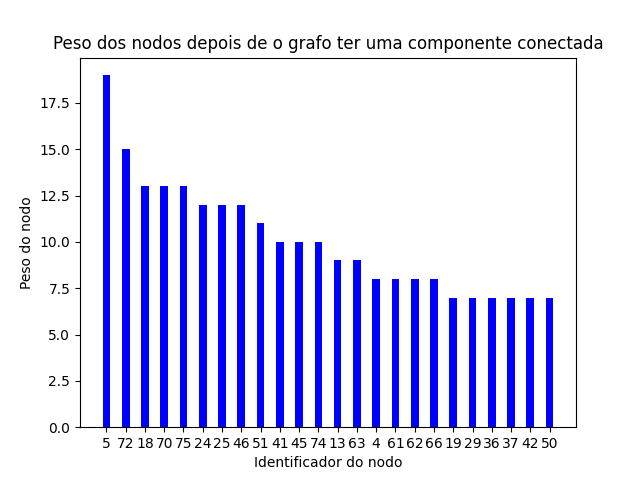 Peso dos nodos depois de o grafo ter uma componente conectada
Peso do nodo
17.5
15.0
12.5
10.0
7.5
5.0
2.5
0.0
5 72 18 70 75 24 25 46 51 41 45 74 13 63 4 61 62 66 19 29 36 37 42 50
Identificador do nodo